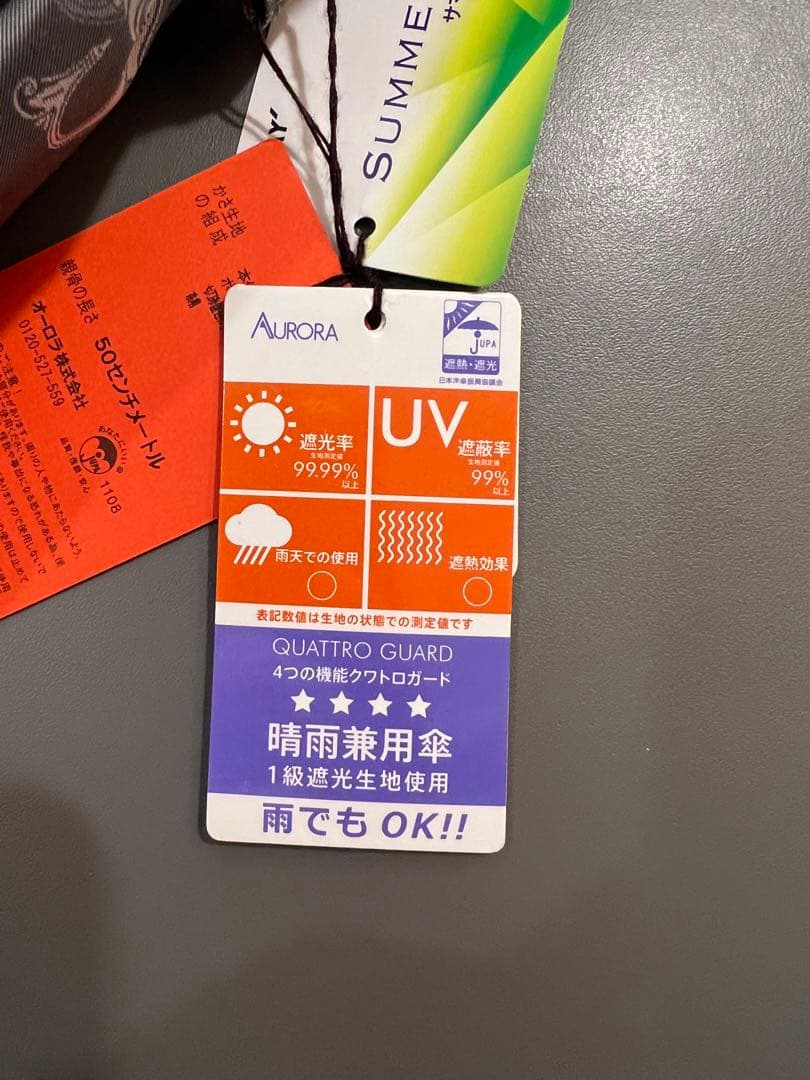 SUMME
サマ
AURORA
JUPA
遮熱・遮光
日本洋傘振興協議会
遮光率
生地測定値
99.99%
以上
UV
遮蔽率
生地測定値
99%
以上
雨天での使用
○
遮熱効果
○
表記数値は生地の状態での測定値です
QUATTRO GUARD
4つの機能クワトロガード
★★★★
晴雨兼用傘
1級遮光生地使用
雨でもOK!!
かさ生地
の組成
親骨の長さ 50センチメートル
オーロラ株式会社
0120-527-559
JUPA
1108